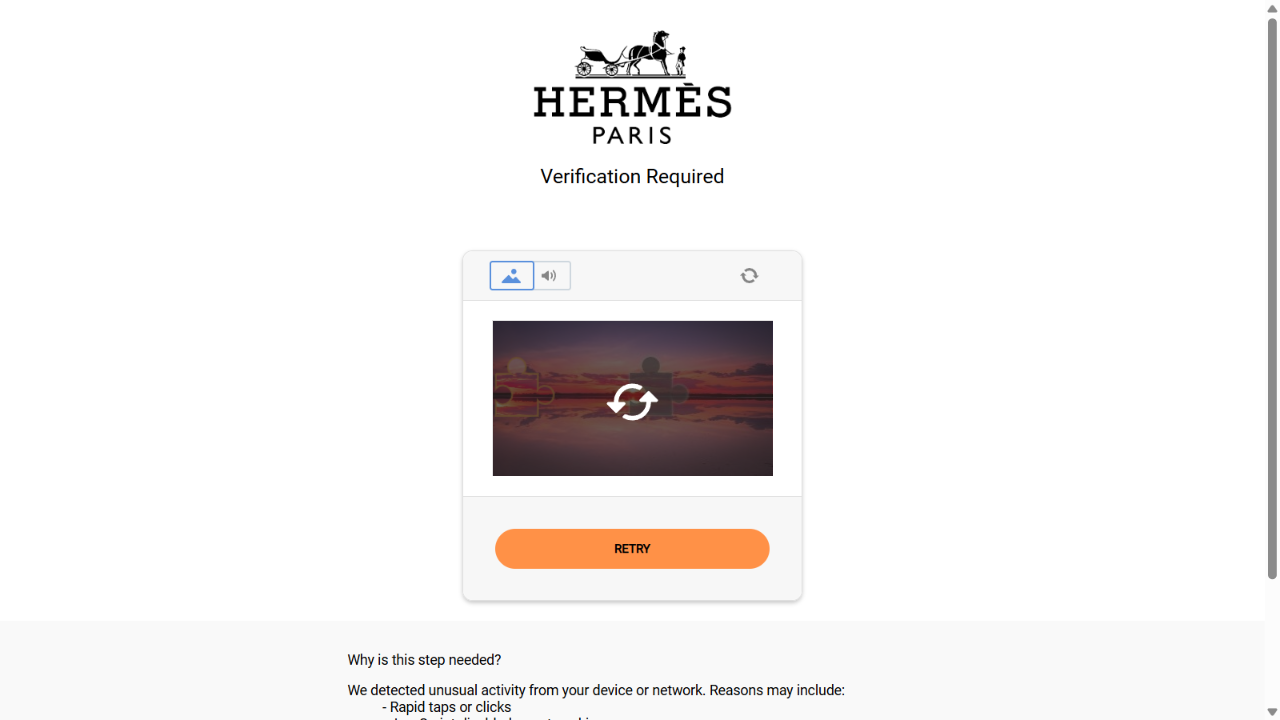 HERMÈS
PARIS
Verification Required
RETRY
Why is this step needed?
We detected unusual activity from your device or network. Reasons may include:
- Rapid taps or clicks